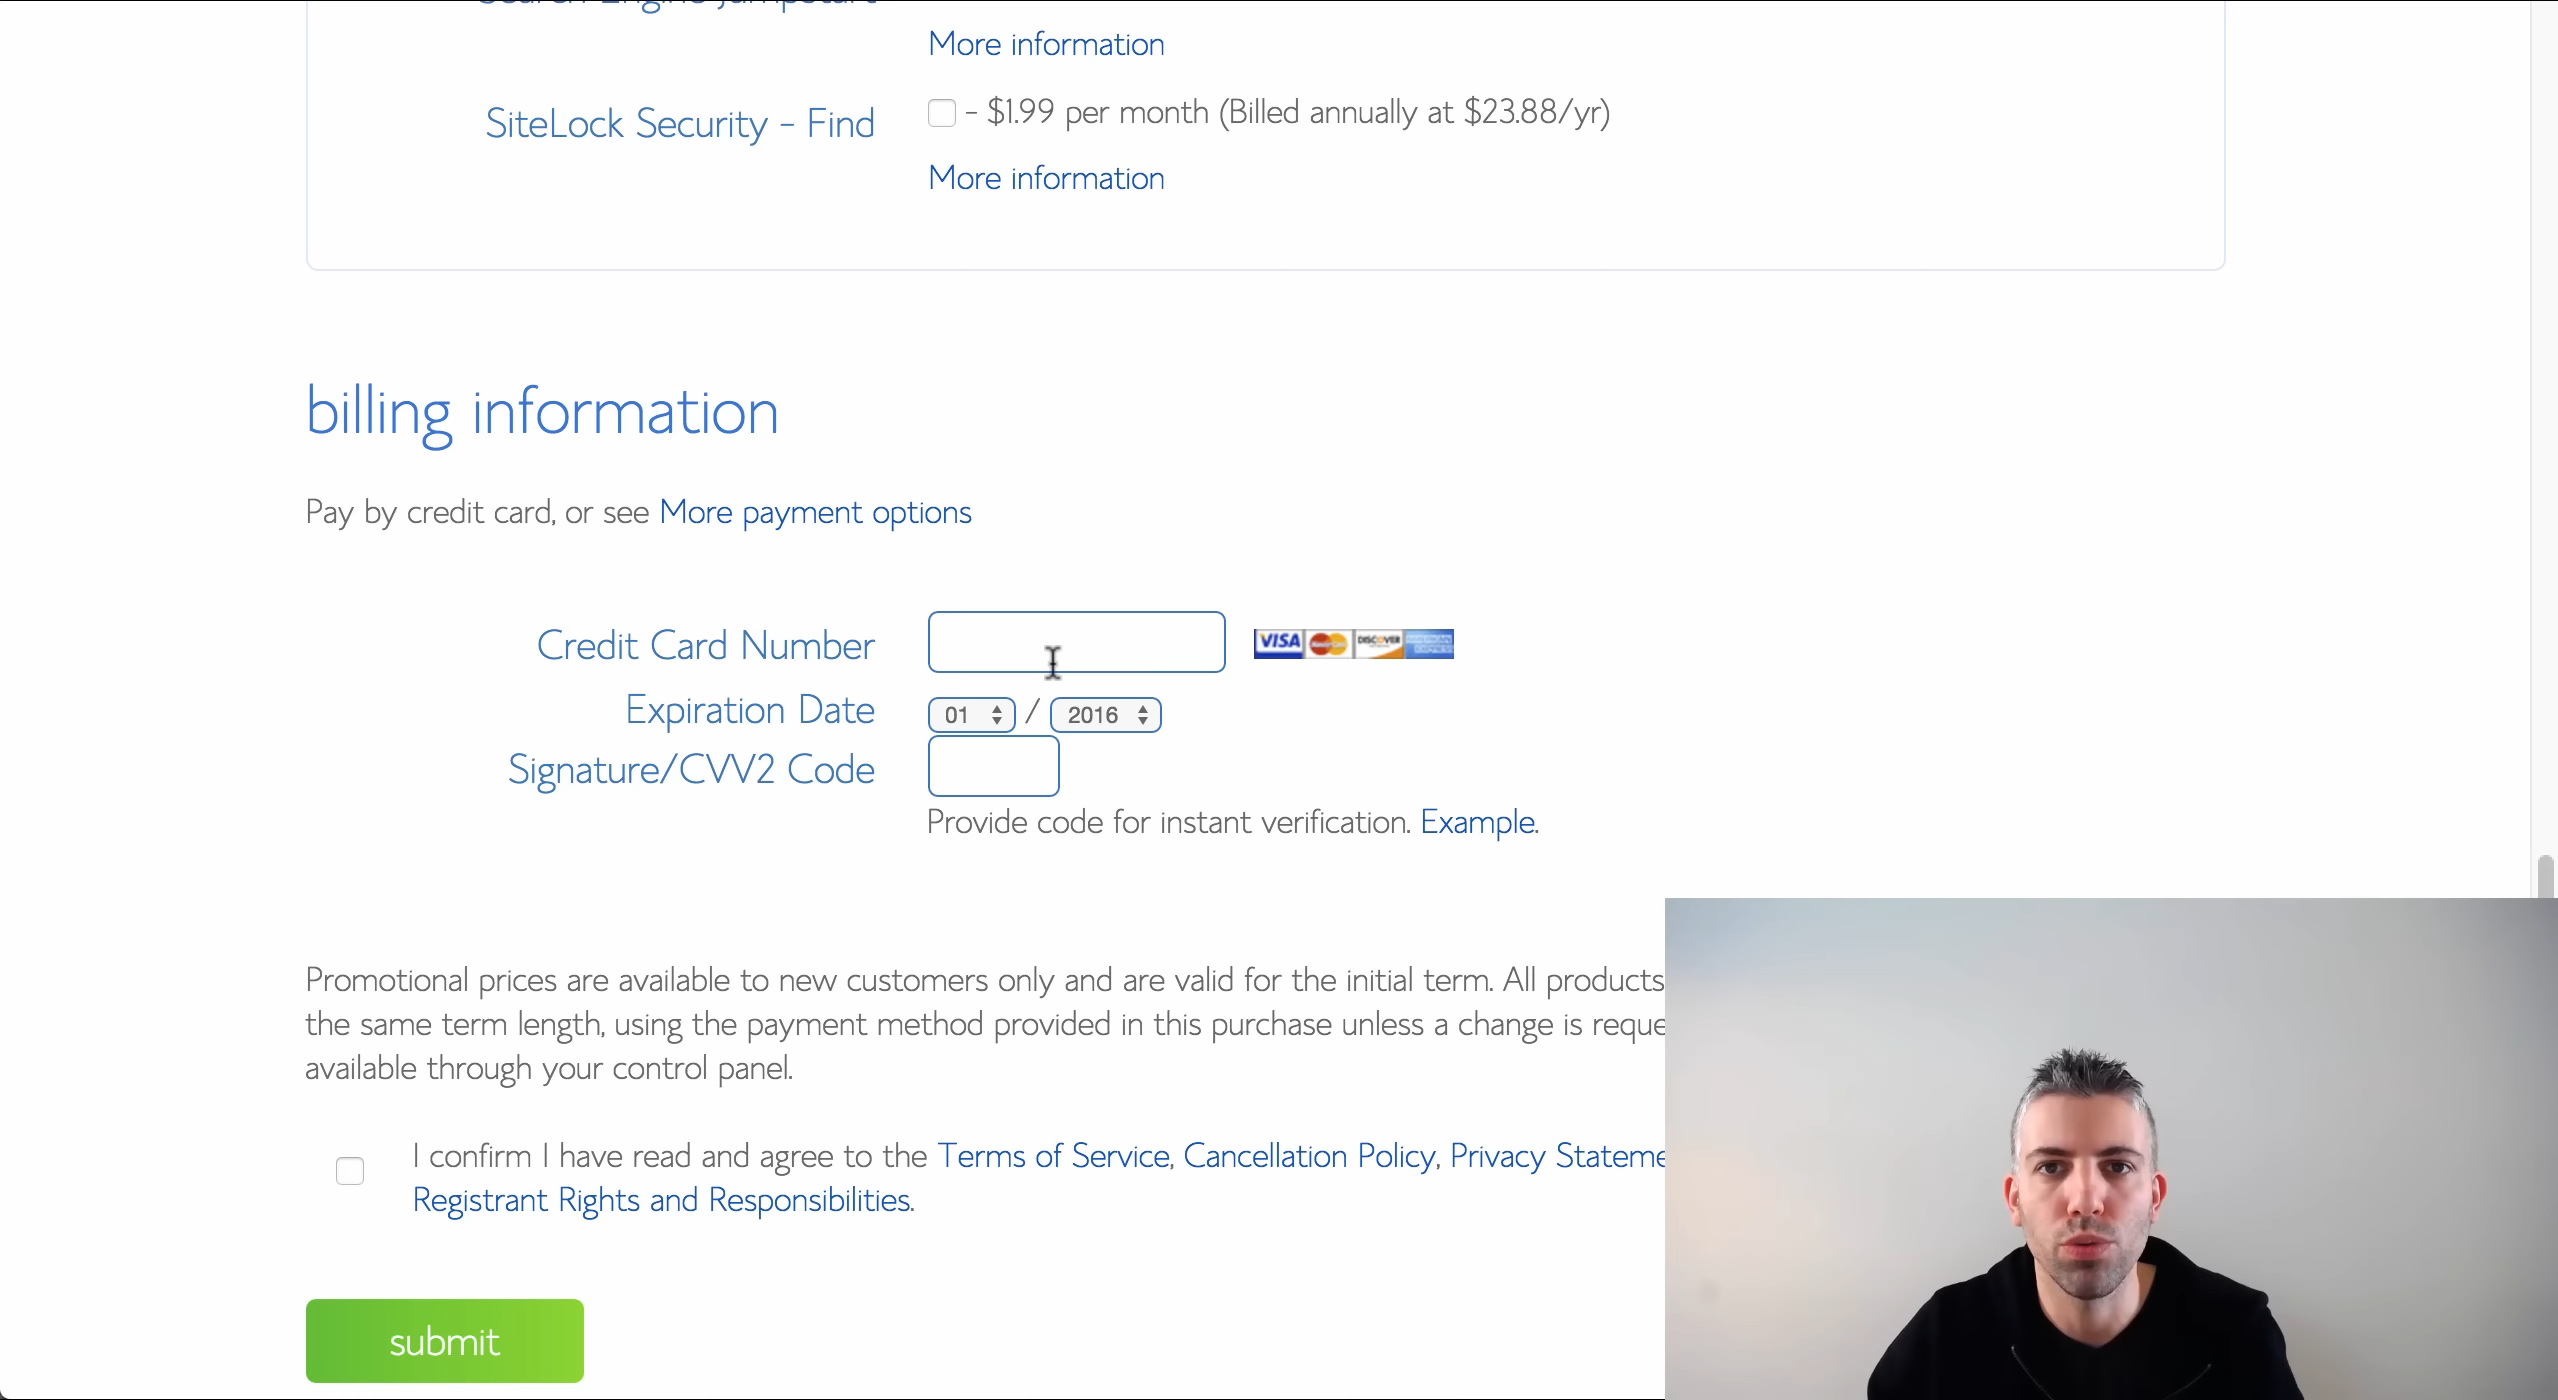 More information
SiteLock Security - Find
- $1.99 per month (Billed annually at $23.88/yr)
More information
billing information
Pay by credit card, or see More payment options
Credit Card Number
VISA
DISCOVER
Expiration Date
01 / 2016
Signature/CVV2 Code
Provide code for instant verification. Example.
Promotional prices are available to new customers only and are valid for the initial term. All products
the same term length, using the payment method provided in this purchase unless a change is reque
available through your control panel.
I confirm I have read and agree to the Terms of Service, Cancellation Policy, Privacy Stateme
Registrant Rights and Responsibilities.
submit